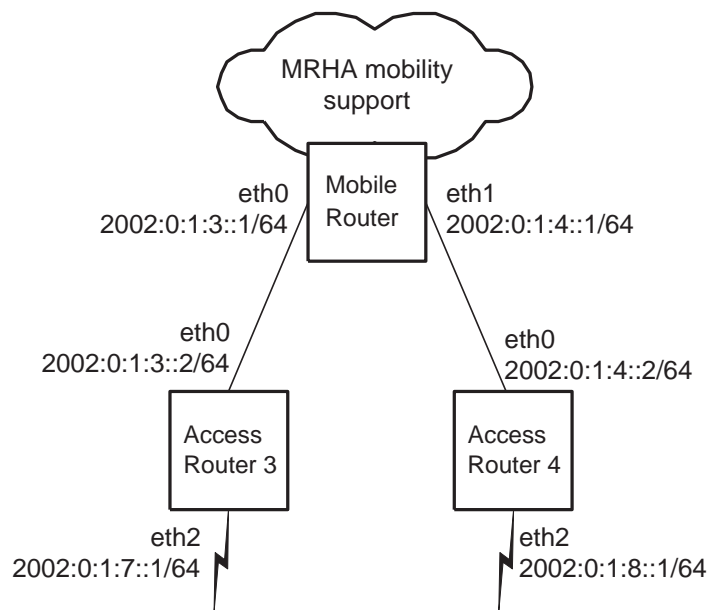 MRHA mobility
support
eth0
2002:0:1:3::1/64
Mobile
Router
eth1
2002:0:1:4::1/64
eth0
2002:0:1:3::2/64
eth0
2002:0:1:4::2/64
Access
Router 3
Access
Router 4
eth2
2002:0:1:7::1/64
eth2
2002:0:1:8::1/64